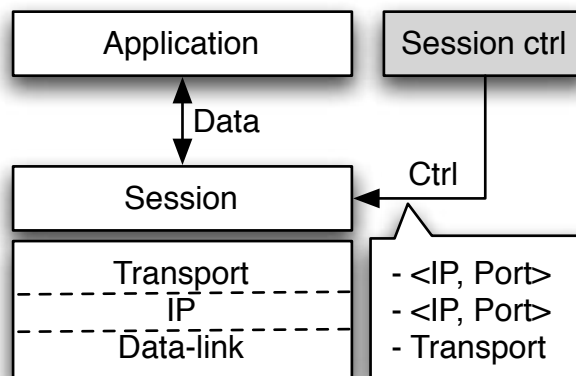 Application
Session ctrl
Data
Ctrl
Session
Transport
IP
Data-link
- <IP, Port>
- <IP, Port>
- Transport